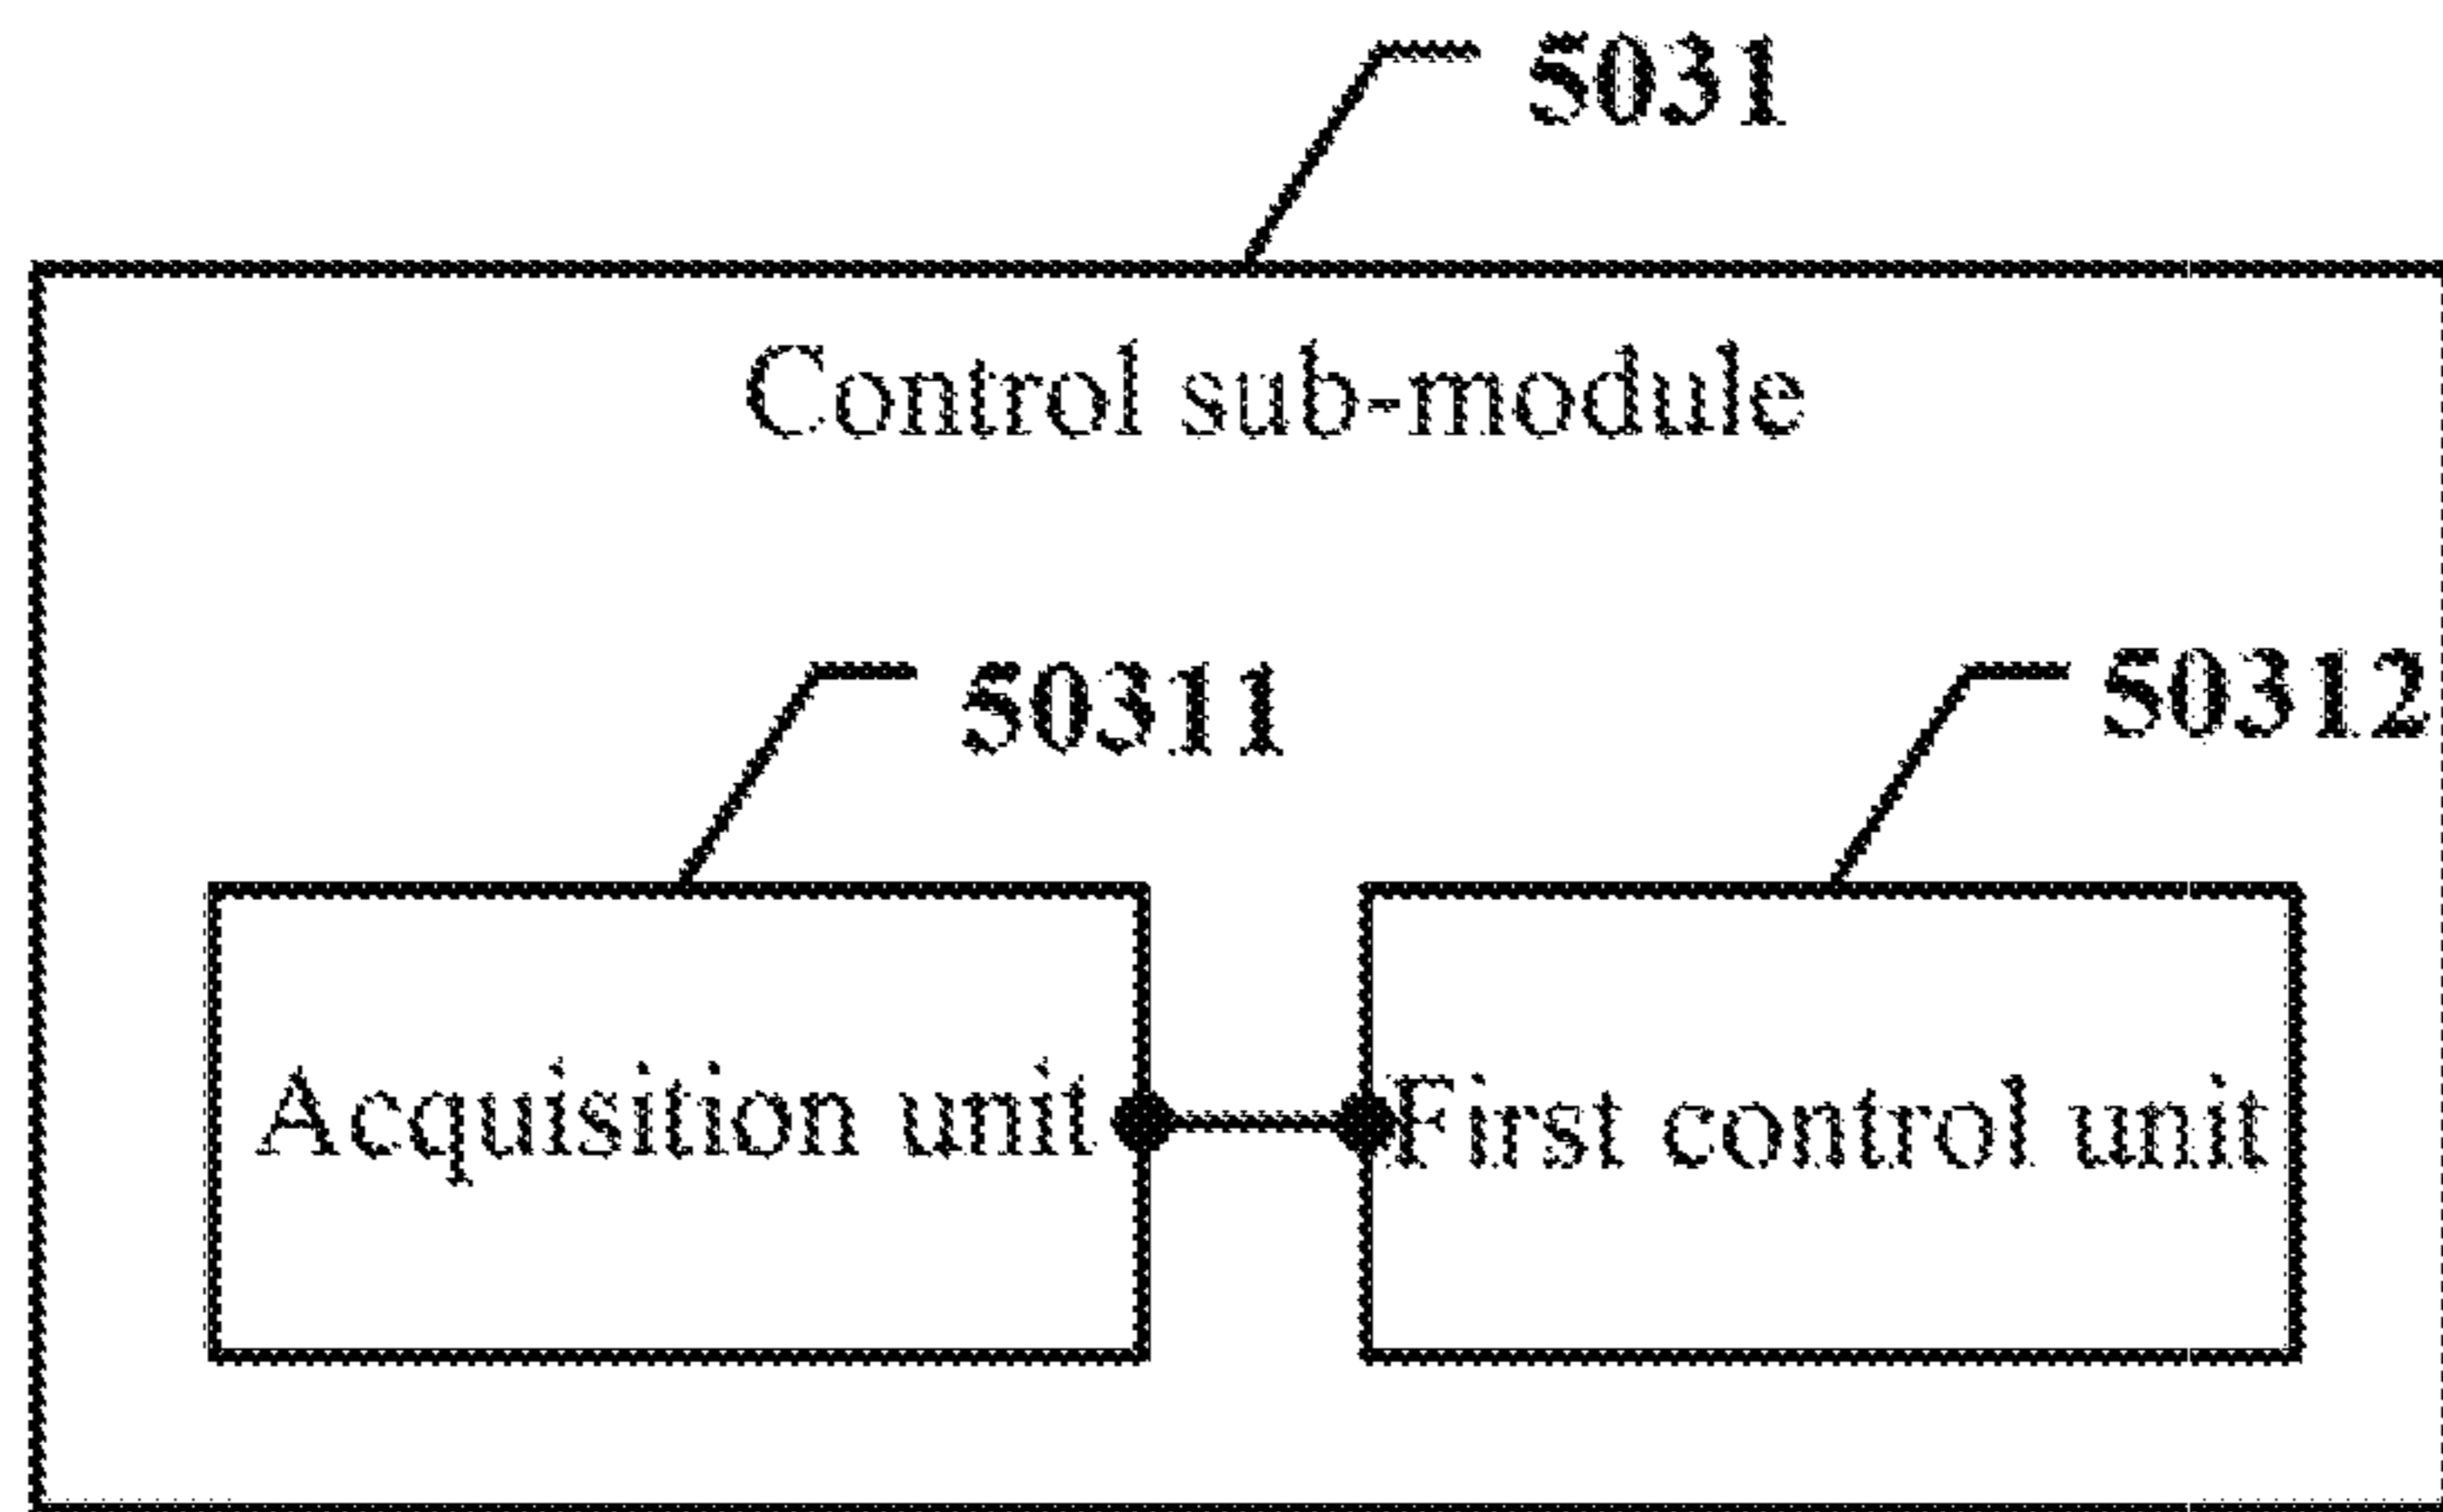 5031
Control sub-module
50311
50312
Acquisition unit
First control unit